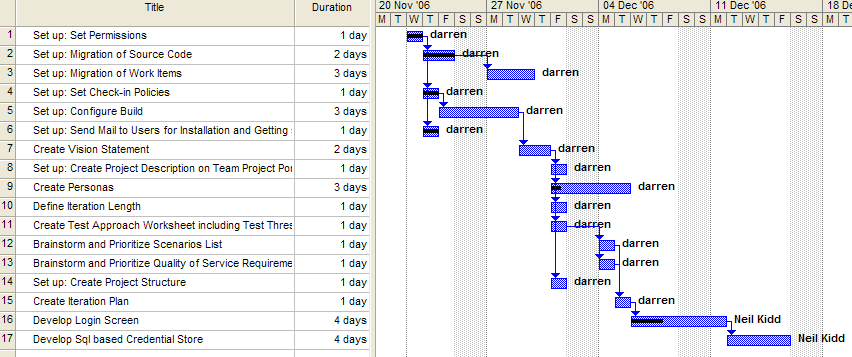 Title Duration 20 Nov '06 27 Nov '06 04 Dec '06 11 Dec '06 18 De
M T W T F S S M T W T F S S M T W T F S S M T W T F S S M T
1 Set up: Set Permissions 1 day darren
2 Set up: Migration of Source Code 2 days darren
3 Set up: Migration of Work Items 3 days darren
4 Set up: Set Check-in Policies 1 day darren
5 Set up: Configure Build 3 days darren
6 Set up: Send Mail to Users for Installation and Getting 1 day darren
7 Create Vision Statement 2 days darren
8 Set up: Create Project Description on Team Project Por 1 day darren
9 Create Personas 3 days darren
10 Define Iteration Length 1 day darren
11 Create Test Approach Worksheet including Test Thres 1 day darren
12 Brainstorm and Prioritize Scenarios List 1 day darren
13 Brainstorm and Prioritize Quality of Service Requireme 1 day darren
14 Set up: Create Project Structure 1 day darren
15 Create Iteration Plan 1 day darren
16 Develop Login Screen 4 days Neil Kidd
17 Develop Sql based Credential Store 4 days Neil Kidd